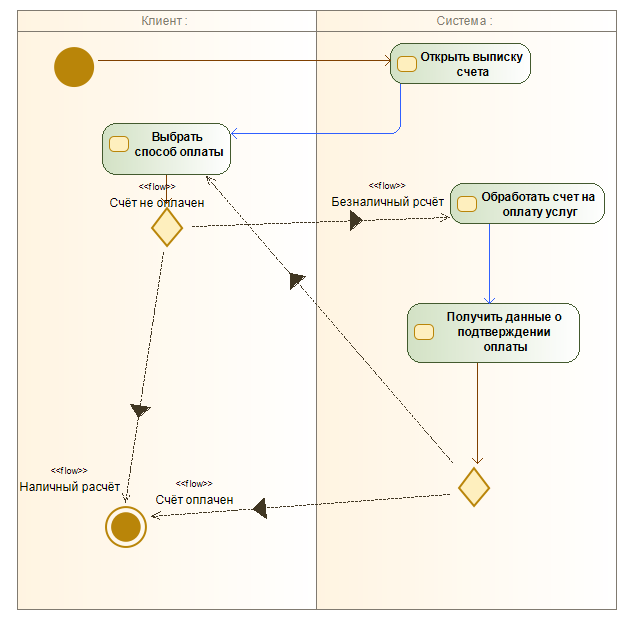 Клиент :
Система :
Открыть выписку
счета
Выбрать
способ оплаты
<<flow>>
Счёт не оплачен
<<flow>>
Безналичный рсчёт
Обработать счет на
оплату услуг
Получить данные о
подтверждении
оплаты
<<flow>>
Наличный расчёт
<<flow>>
Счёт оплачен